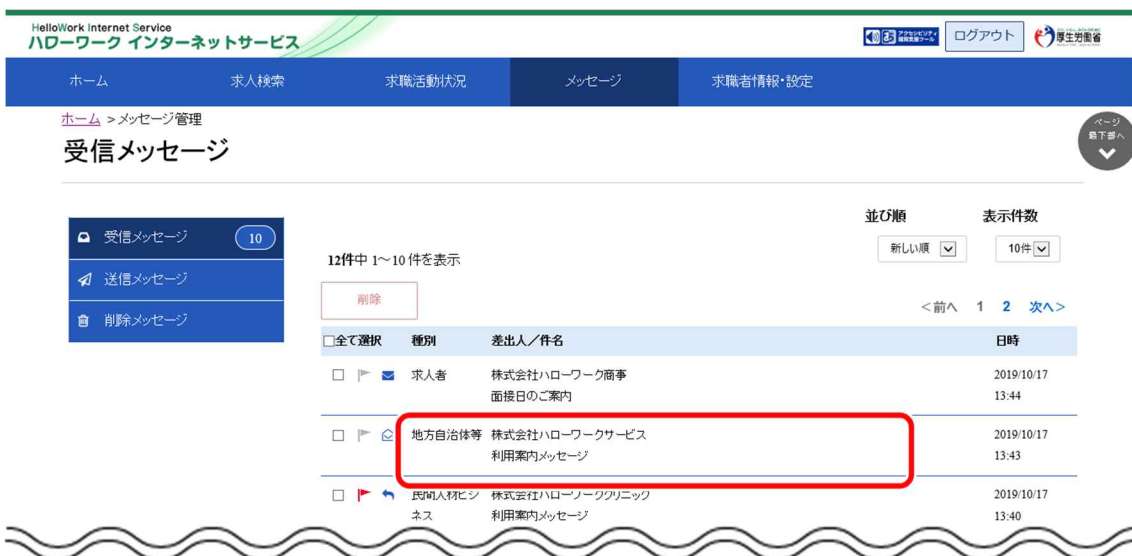 HelloWork Internet Service
ハローワーク インターネットサービス
ログアウト
厚生労働省
ホーム 求人検索 求職活動状況 メッセージ 求職者情報・設定
ホーム >メッセージ管理
ページ
最下部へ
受信メッセージ
並び順 表示件数
受信メッセージ 10
新しい順 10件
12件中 1〜10 件を表示
送信メッセージ
削除
<前へ 1 2 次へ>
削除メッセージ
全て選択 種別 差出人／件名 日時
求人者 株式会社ハローワーク商事 2019/10/17
面接日のご案内 13:44
地方自治体等 株式会社ハローワークサービス 2019/10/17
利用案内メッセージ 13:43
民間人材ビジ 株式会社ハローワーククリニック 2019/10/17
ネス 利用案内メッセージ 13:40